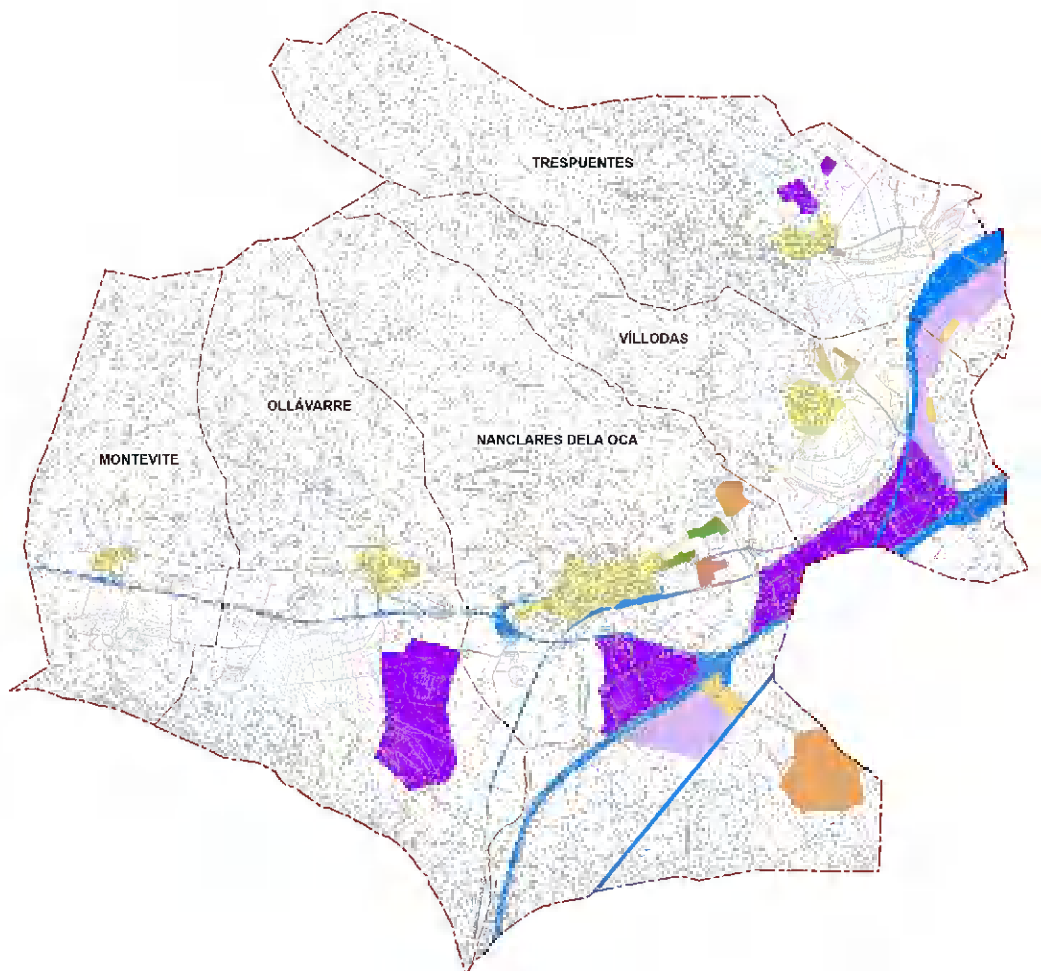 TRESPUENTES
VÍLLODAS
OLLÁVARRE
NANCLARES DELA OCA
MONTEVITE